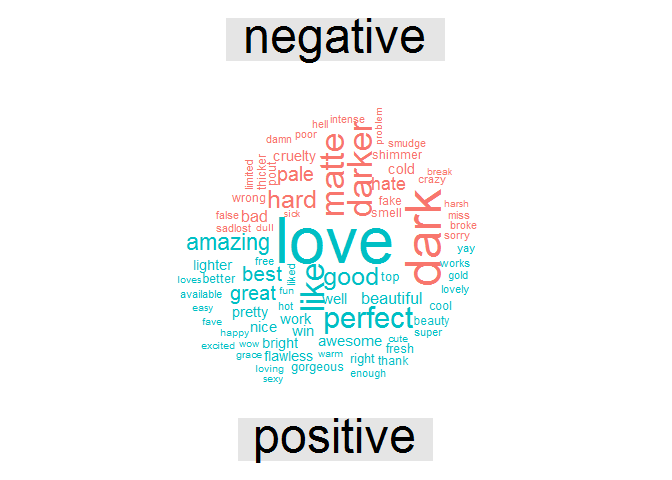 negative
hell intense
problem
damn poor
matte
darker
smudge
limited
thicker
pout
cruelty
shimmer
pale
cold
break
hate
crazy
wrong
hard
fake
dark
harsh
false bad
sick
smell
miss
sadlost dull
broke
sorry
amazing
love
yay
lighter
free
liked
like
good
top
works
loves better
best
gold
available
great
fun
well
beautiful
lovely
easy
pretty
hot
perfect
cool
fave
nice
work
beauty
happy
win
super
excited
wow
bright
awesome
cute
fresh
grace
flawless
warm
right
thank
loving
gorgeous
enough
sexy
positive